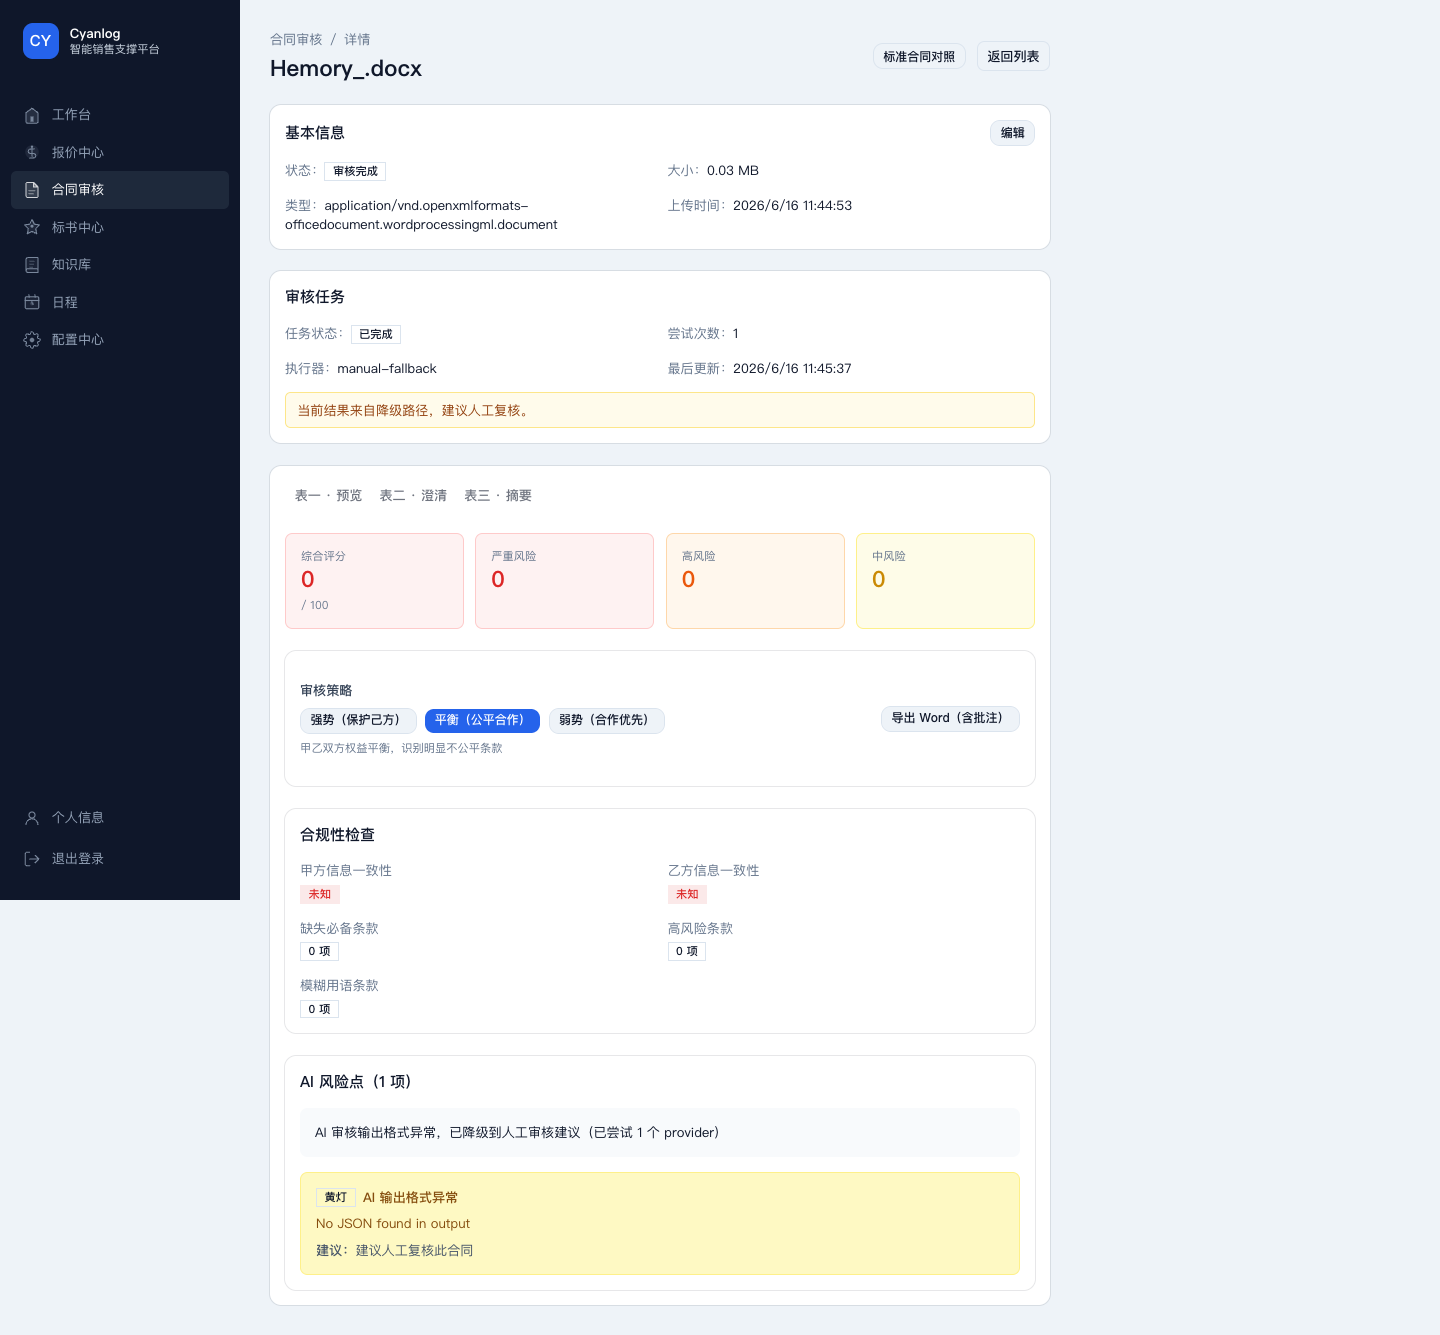 CY
Cyanlog
智能销售支撑平台
工作台
报价中心
合同审核
标书中心
知识库
日程
配置中心
个人信息
退出登录
合同审核 / 详情
Hemory_.docx
标准合同对照
返回列表
基本信息
编辑
状态： 审核完成
大小：0.03 MB
类型：application/vnd.openxmlformats-
officedocument.wordprocessingml.document
上传时间：2026/6/16 11:44:53
审核任务
任务状态： 已完成
尝试次数：1
执行器：manual-fallback
最后更新：2026/6/16 11:45:37
当前结果来自降级路径，建议人工复核。
表一 · 预览 表二 · 澄清 表三 · 摘要
综合评分
0
/ 100
严重风险
0
高风险
0
中风险
0
审核策略
强势（保护己方） 平衡（公平合作） 弱势（合作优先）
导出 Word（含批注）
甲乙双方权益平衡，识别明显不公平条款
合规性检查
甲方信息一致性
未知
乙方信息一致性
未知
缺失必备条款
0 项
高风险条款
0 项
模糊用语条款
0 项
AI 风险点（1 项）
AI 审核输出格式异常，已降级到人工审核建议（已尝试 1 个 provider）
黄灯 AI 输出格式异常
No JSON found in output
建议：建议人工复核此合同